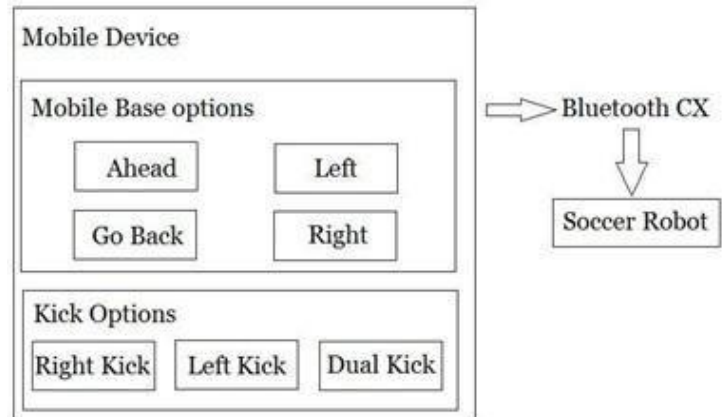 Mobile Device
Mobile Base options
Ahead
Left
Go Back
Right
Kick Options
Right Kick
Left Kick
Dual Kick
Bluetooth CX
Soccer Robot